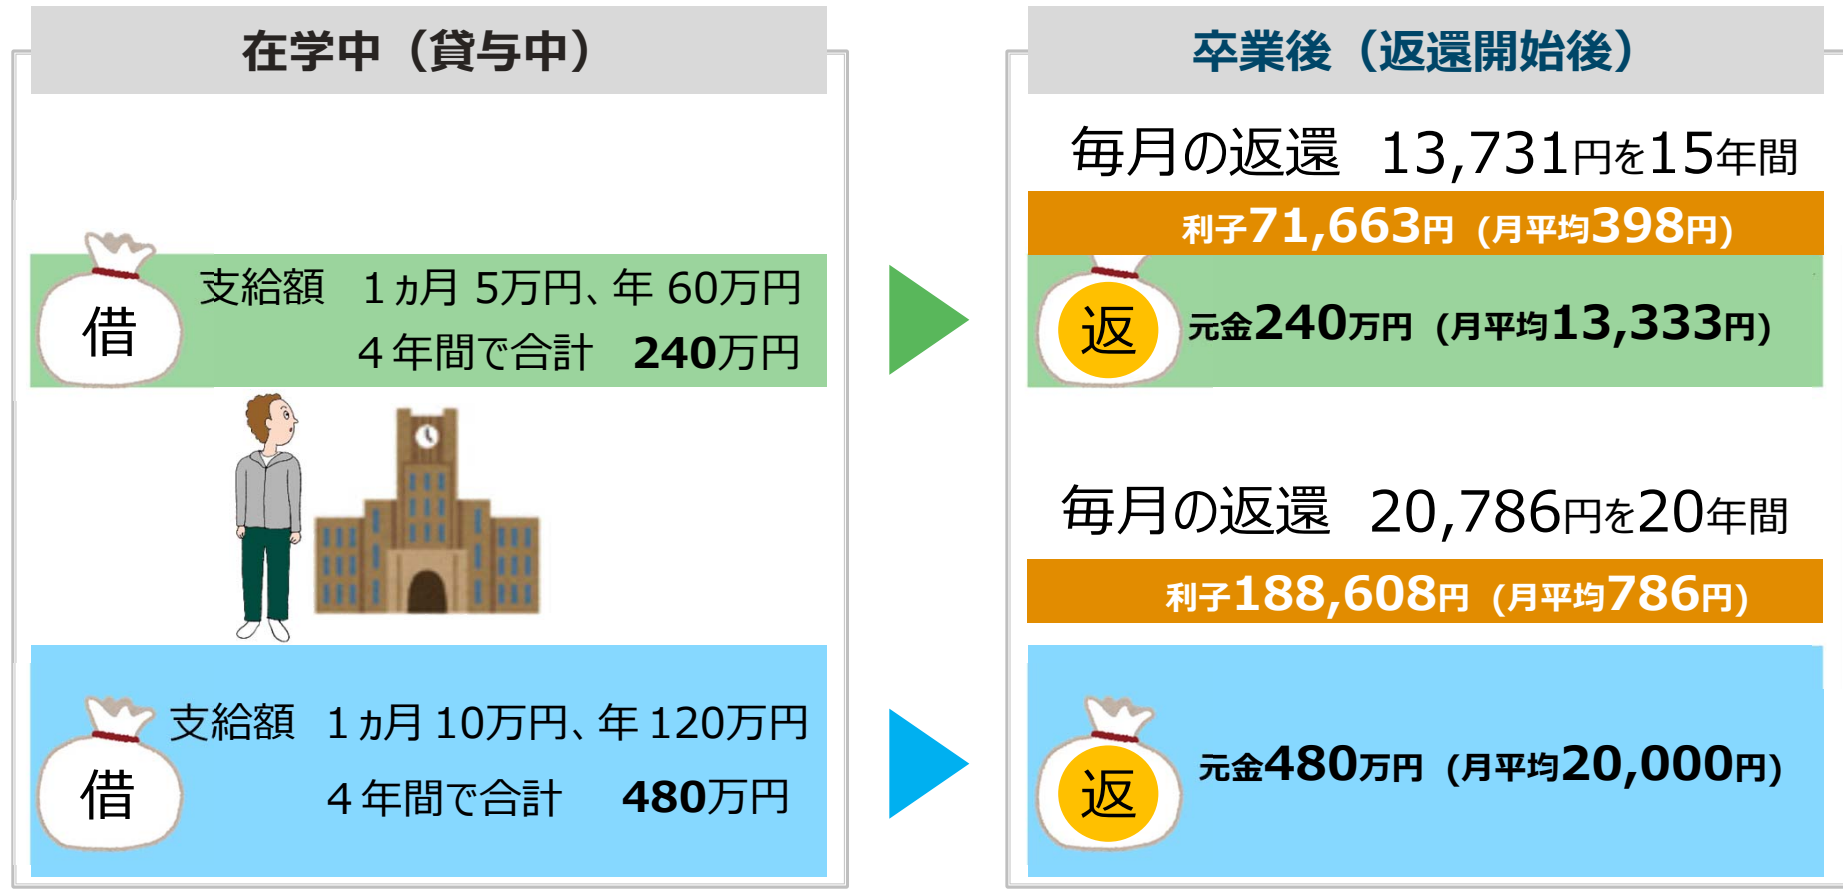 在学中（貸与中）
借
支給額 １ヵ月 5万円、年 60万円
４年間で合計 240万円
借
支給額 １ヵ月 10万円、年 120万円
４年間で合計 480万円
卒業後（返還開始後）
毎月の返還 13,731円を15年間
利子71,663円 (月平均398円)
返
元金240万円 (月平均13,333円)
毎月の返還 20,786円を20年間
利子188,608円 (月平均786円)
返
元金480万円 (月平均20,000円)